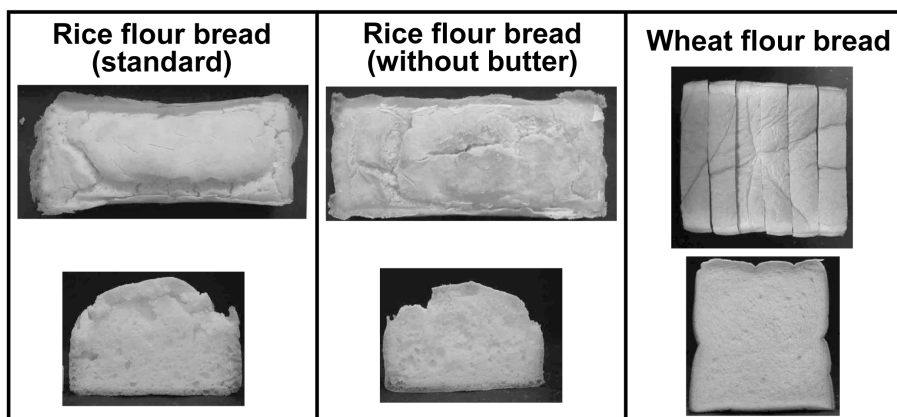 Rice flour bread
(standard)
Rice flour bread
(without butter)
Wheat flour bread